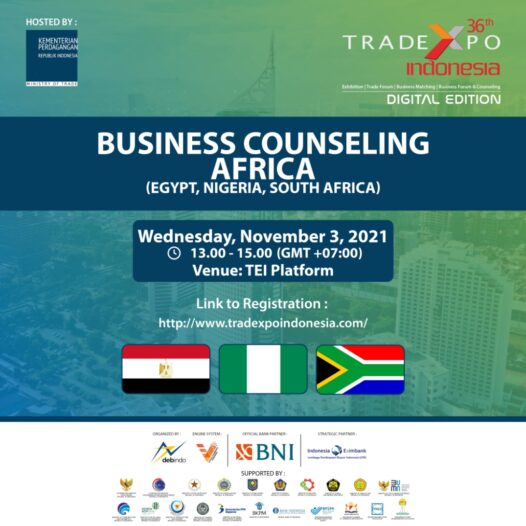 HOSTED BY :
KEMENTERIAN
PERDAGANGAN
REPUBLIK INDONESIA
MINISTRY OF TRADE
36th
TRADEXPO
indonesia
Exhibition | Trade Forum | Business Matching | Business Forum & Counseling
DIGITAL EDITION
BUSINESS COUNSELING
AFRICA
(EGYPT, NIGERIA, SOUTH AFRICA)
Wednesday, November 3, 2021
13.00 - 15.00 (GMT +07:00)
Venue: TEI Platform
Link to Registration :
http://www.tradexpoindonesia.com/
ORGANIZED BY : ENGINE SYSTEM : OFFICIAL BANK PARTNER : STRATEGIC PARTNER :
debindo
BNI
Indonesia Eximbank
SUPPORTED BY :
BKPM